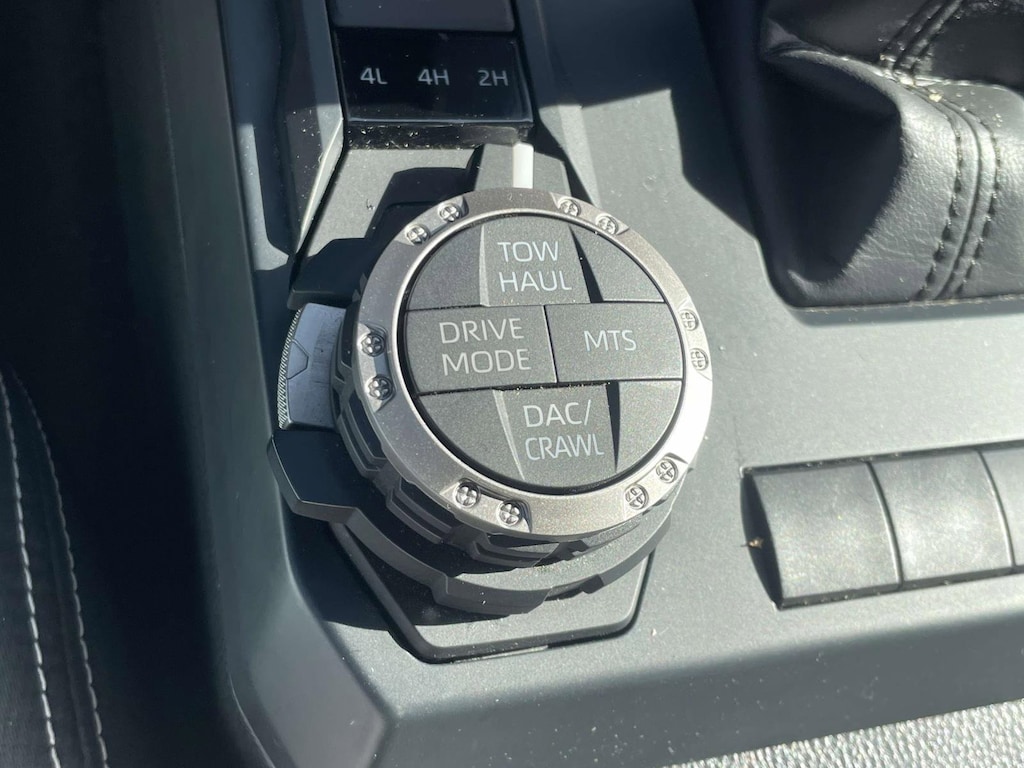 4L 4H 2H
TOW
HAUL
DRIVE
MODE
MTS
DAC/
CRAWL